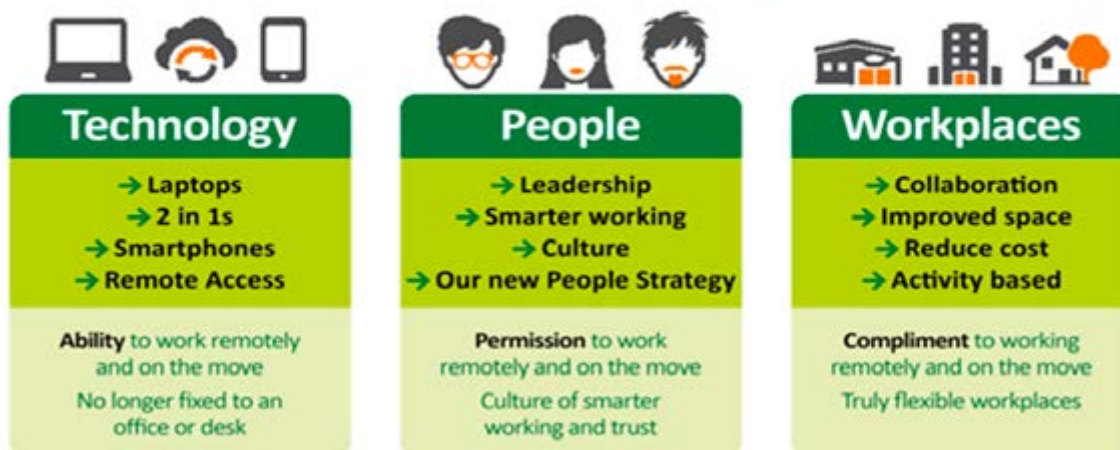 Technology
→ Laptops
→ 2 in 1s
→ Smartphones
→ Remote Access
Ability to work remotely
and on the move
No longer fixed to an
office or desk
People
→ Leadership
→ Smarter working
→ Culture
→ Our new People Strategy
Permission to work
remotely and on the move
Culture of smarter
working and trust
Workplaces
→ Collaboration
→ Improved space
→ Reduce cost
→ Activity based
Compliment to working
remotely and on the move
Truly flexible workplaces